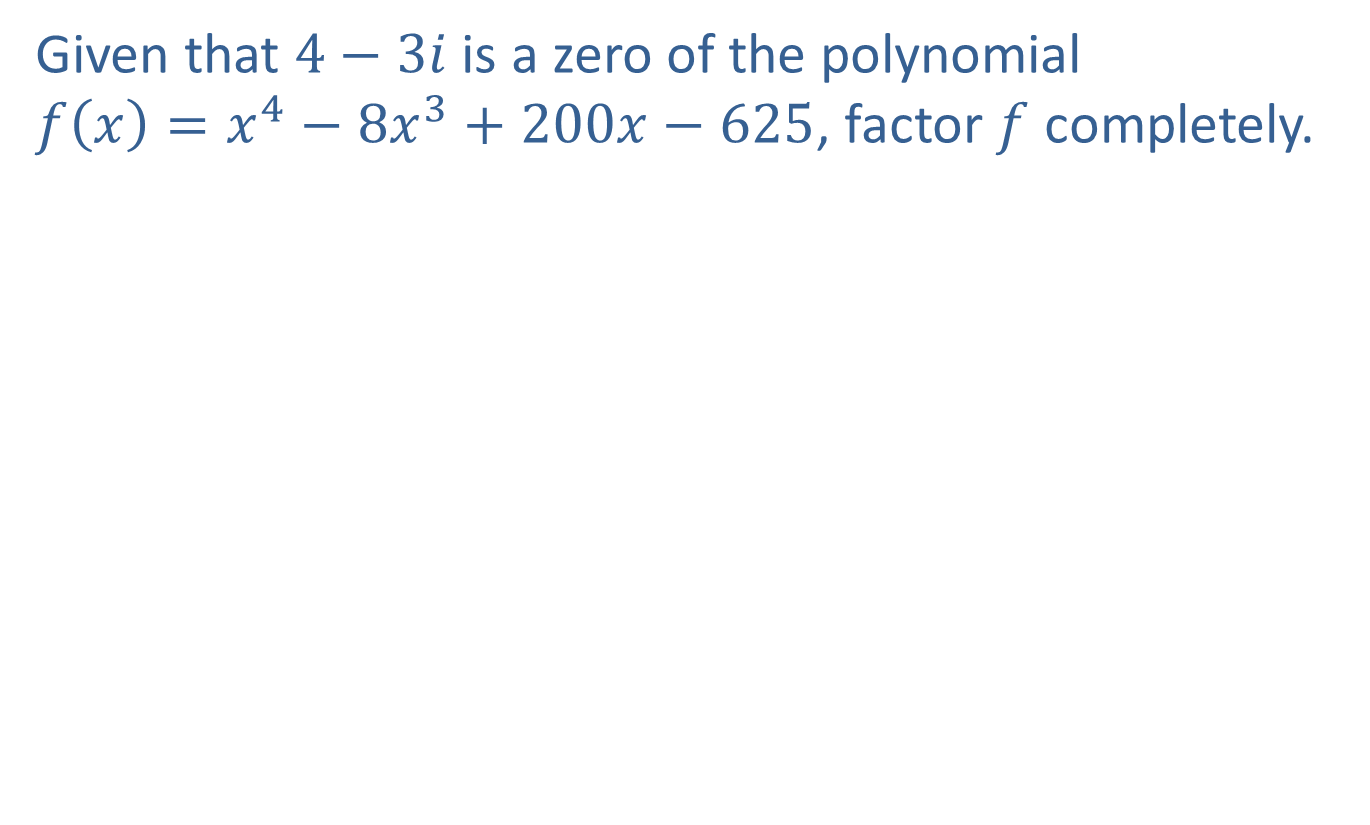 Given that 4 − 3𝑖 is a zero of the polynomial
𝑓(𝑥) = 𝑥⁴ − 8𝑥³ + 200𝑥 − 625, factor 𝑓 completely.